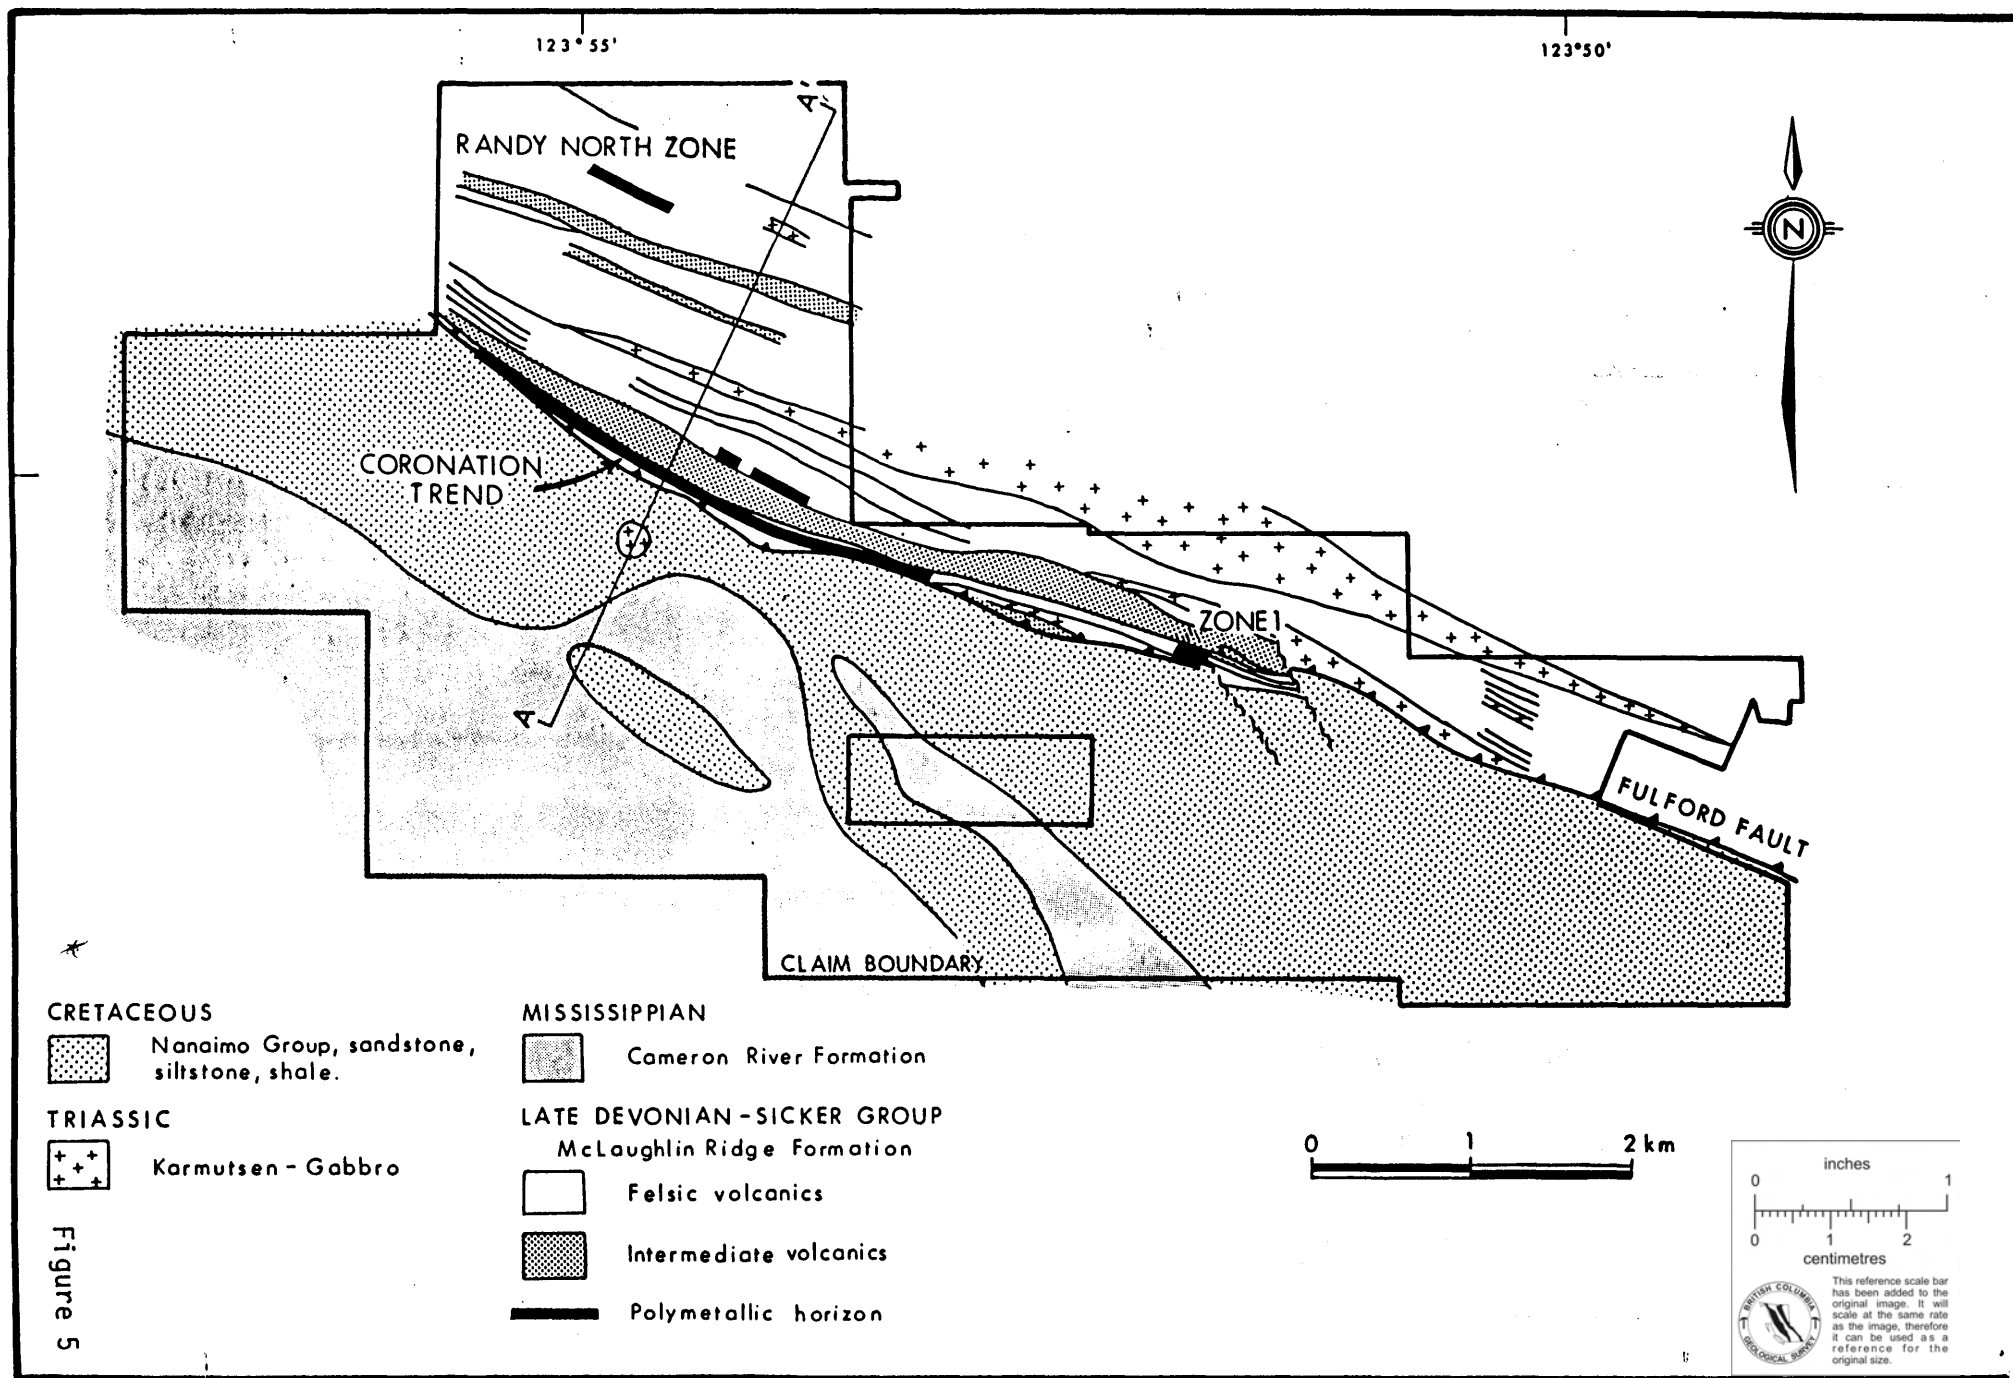 123°55'
123°50'
A'
RANDY NORTH ZONE
N
CORONATION
TREND
ZONE 1
A
FULFORD FAULT
CLAIM BOUNDARY
CRETACEOUS
Nanaimo Group, sandstone,
siltstone, shale.
TRIASSIC
Karmutsen - Gabbro
MISSISSIPPIAN
Cameron River Formation
LATE DEVONIAN - SICKER GROUP
McLaughlin Ridge Formation
Felsic volcanics
Intermediate volcanics
Polymetallic horizon
Figure 5
0 1 2 km
inches
0 1
0 1 2
centimetres
BRITISH COLUMBIA
GEOLOGICAL SURVEY
This reference scale bar
has been added to the
original image. It will
scale at the same rate
as the image, therefore
it can be used as a
reference for the
original size.